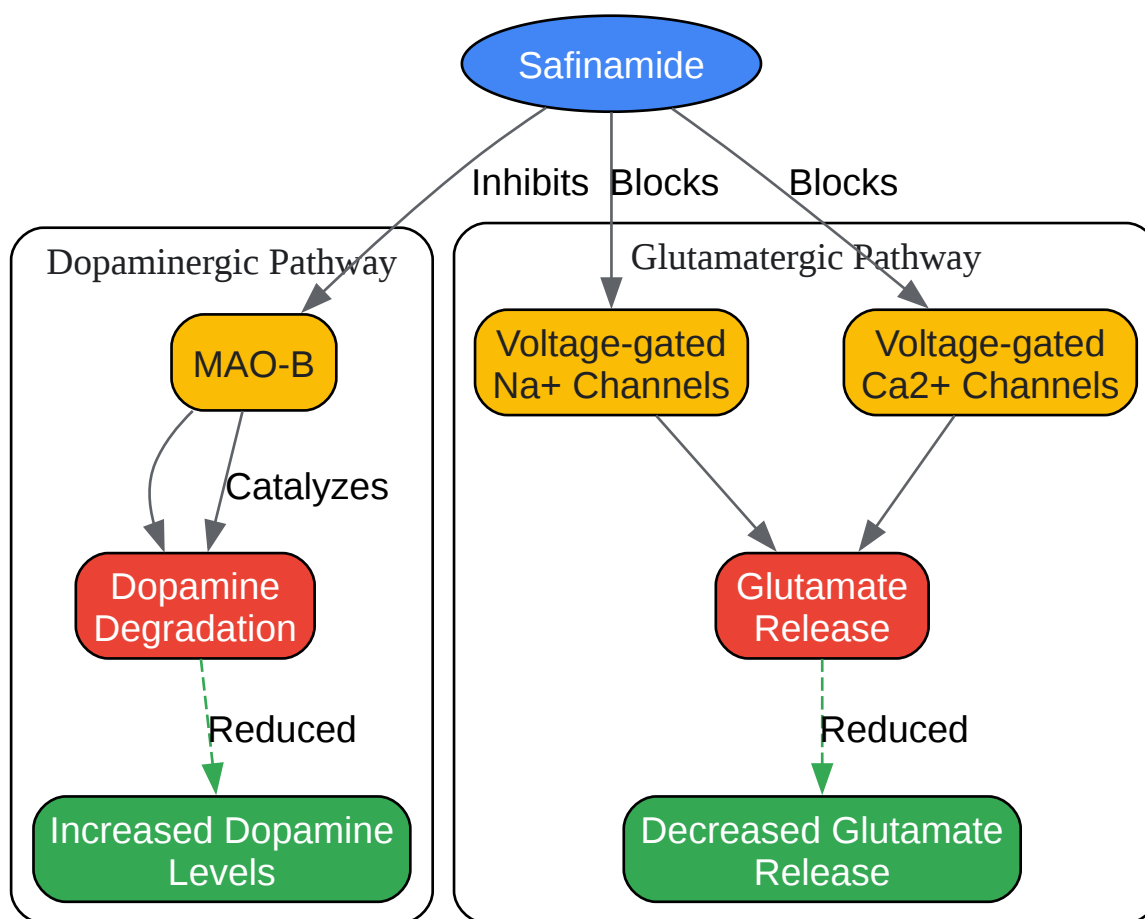 Safinamide
Inhibits
Blocks
Blocks
Dopaminergic Pathway
Glutamatergic Pathway
MAO-B
Voltage-gated
Na+ Channels
Voltage-gated
Ca2+ Channels
Catalyzes
Dopamine
Degradation
Glutamate
Release
Reduced
Reduced
Increased Dopamine
Levels
Decreased Glutamate
Release